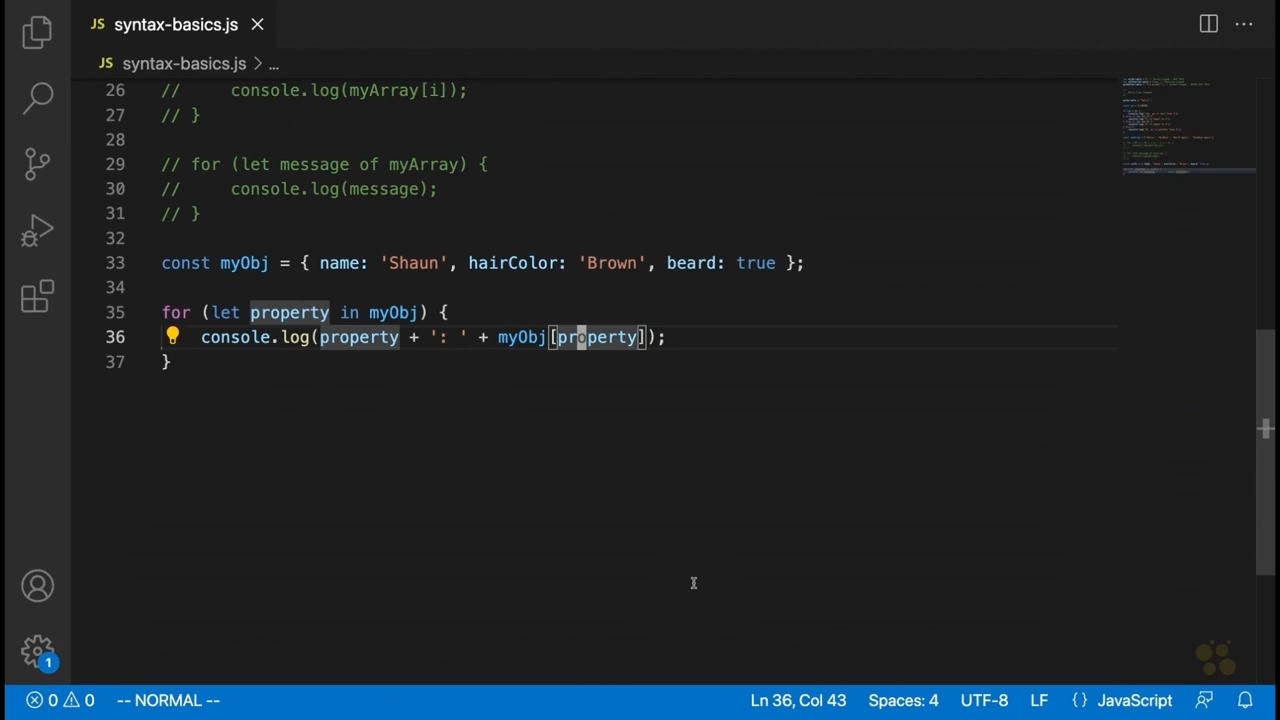 JS syntax-basics.js
JS syntax-basics.js > ...
26 //     console.log(myArray[i]);
27 // }
28
29 // for (let message of myArray) {
30 //     console.log(message);
31 // }
32
33 const myObj = { name: 'Shaun', hairColor: 'Brown', beard: true };
34
35 for (let property in myObj) {
36     console.log(property + ': ' + myObj[property]);
37 }
1
0 0 -- NORMAL -- Ln 36, Col 43 Spaces: 4 UTF-8 LF {} JavaScript